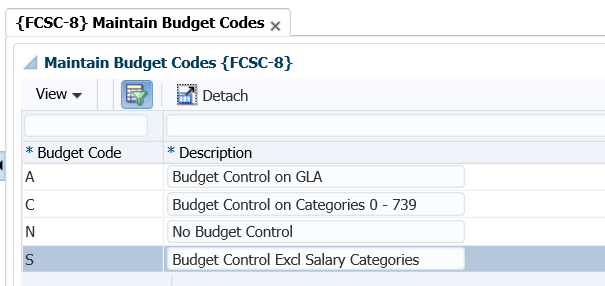 {FCSC-8} Maintain Budget Codes ×
Maintain Budget Codes {FCSC-8}
View Detach
* Budget Code * Description
A Budget Control on GLA
C Budget Control on Categories 0 - 739
N No Budget Control
S Budget Control Excl Salary Categories